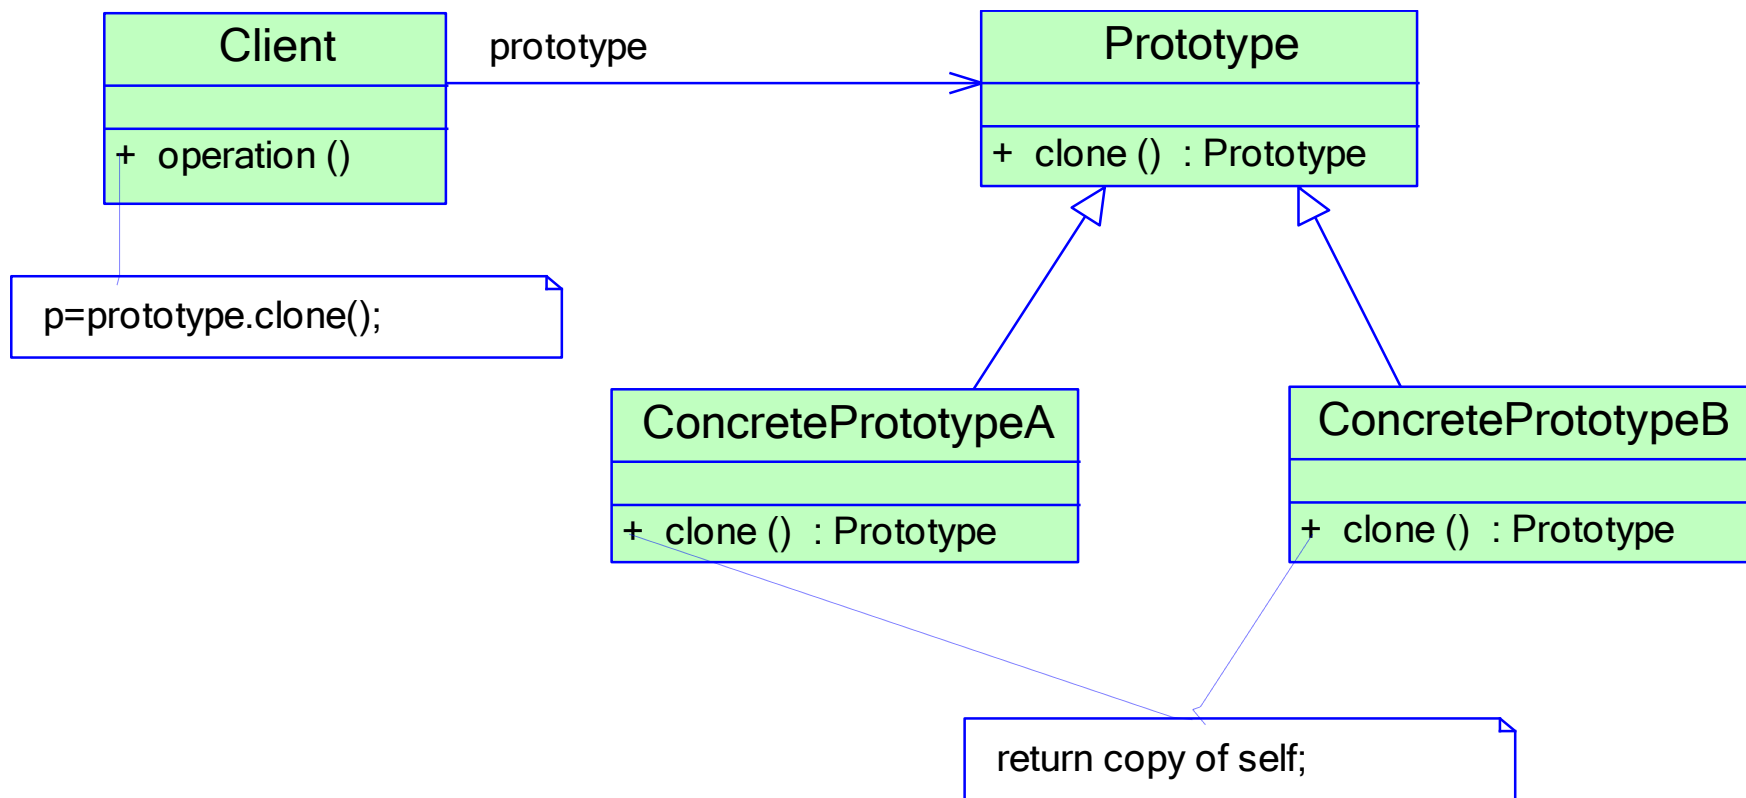 Client
prototype
Prototype
+ operation ()
+ clone () : Prototype
p=prototype.clone();
ConcretePrototypeA
ConcretePrototypeB
+ clone () : Prototype
+ clone () : Prototype
return copy of self;